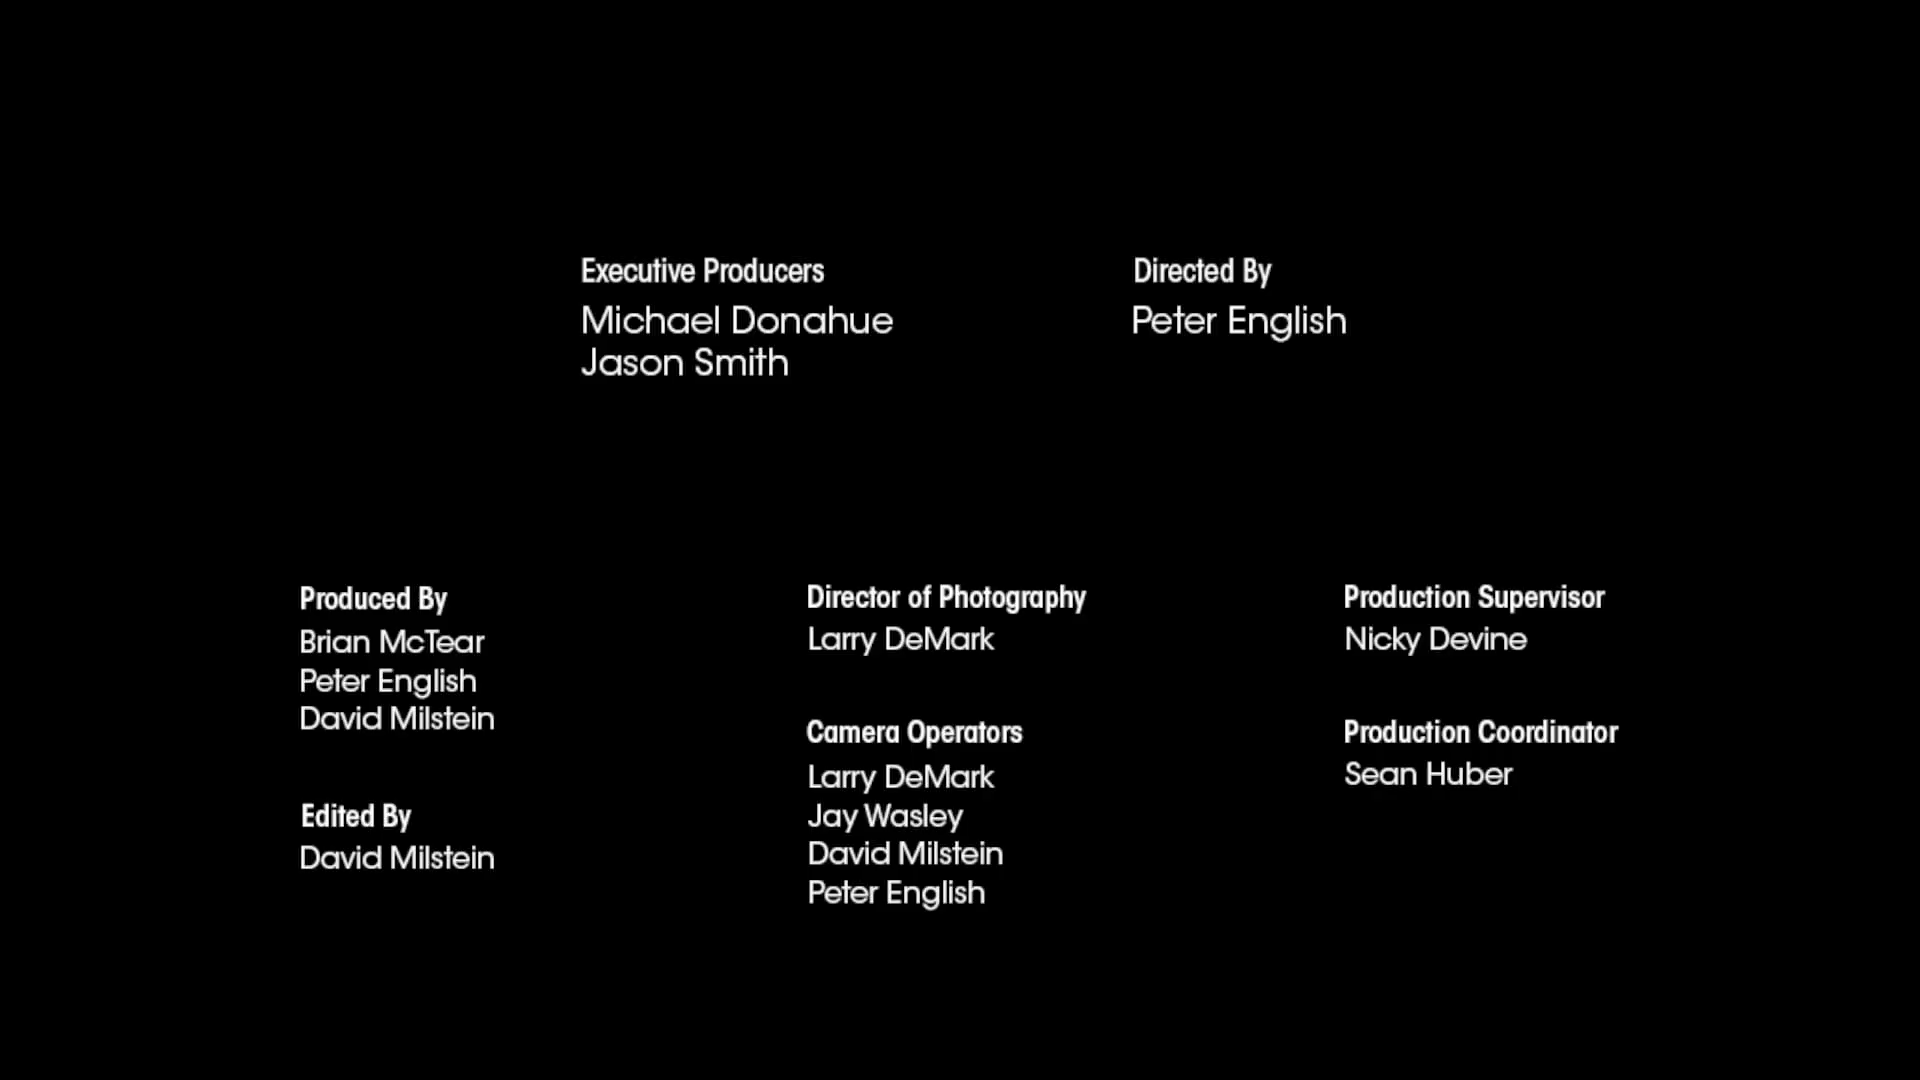 Executive Producers
Michael Donahue
Jason Smith
Directed By
Peter English
Produced By
Brian McTear
Peter English
David Milstein
Edited By
David Milstein
Director of Photography
Larry DeMark
Camera Operators
Larry DeMark
Jay Wasley
David Milstein
Peter English
Production Supervisor
Nicky Devine
Production Coordinator
Sean Huber